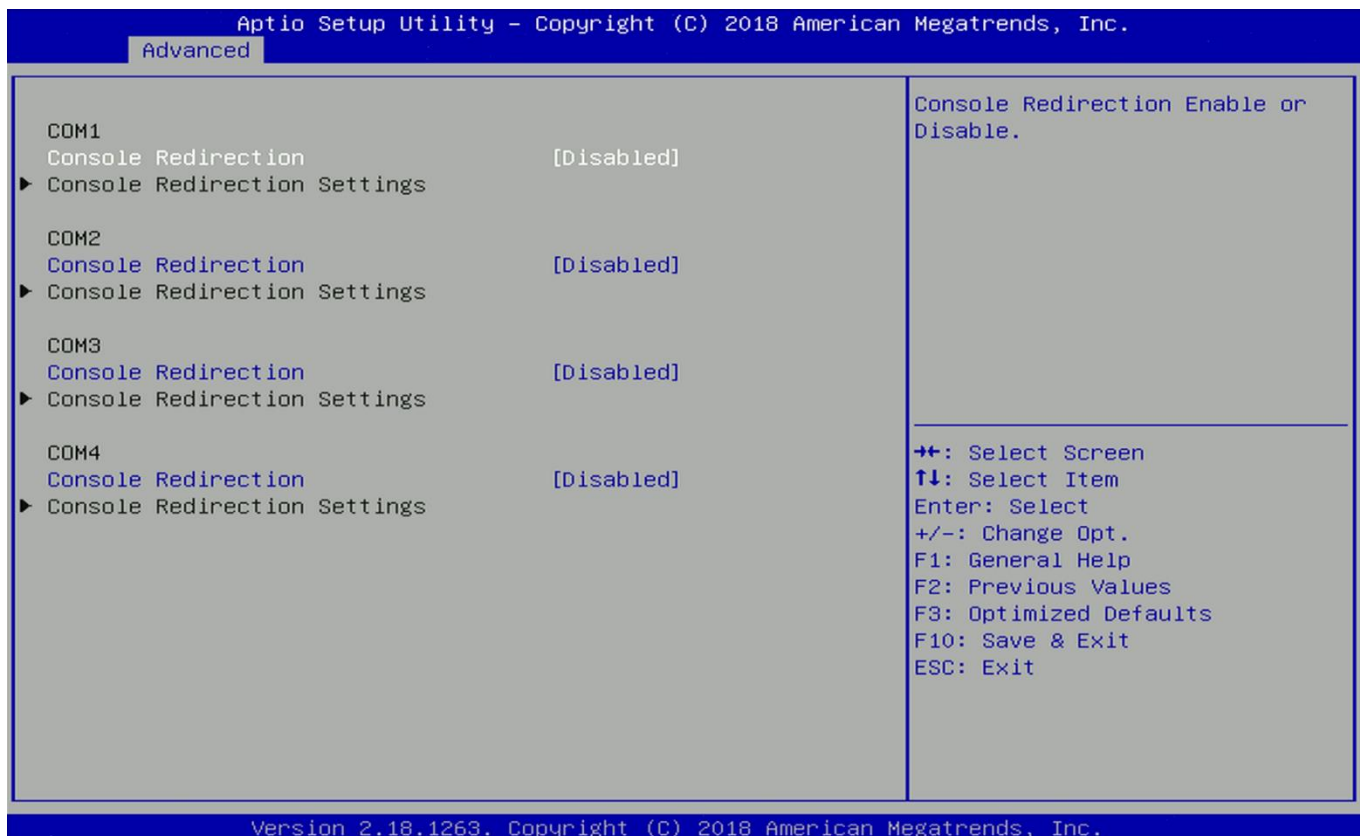 Aptio Setup Utility – Copyright (C) 2018 American Megatrends, Inc.
Advanced
COM1
Console Redirection [Disabled]
► Console Redirection Settings
COM2
Console Redirection [Disabled]
► Console Redirection Settings
COM3
Console Redirection [Disabled]
► Console Redirection Settings
COM4
Console Redirection [Disabled]
► Console Redirection Settings
Console Redirection Enable or
Disable.
→←: Select Screen
↑↓: Select Item
Enter: Select
+/-: Change Opt.
F1: General Help
F2: Previous Values
F3: Optimized Defaults
F10: Save & Exit
ESC: Exit
Version 2.18.1263. Copyright (C) 2018 American Megatrends, Inc.